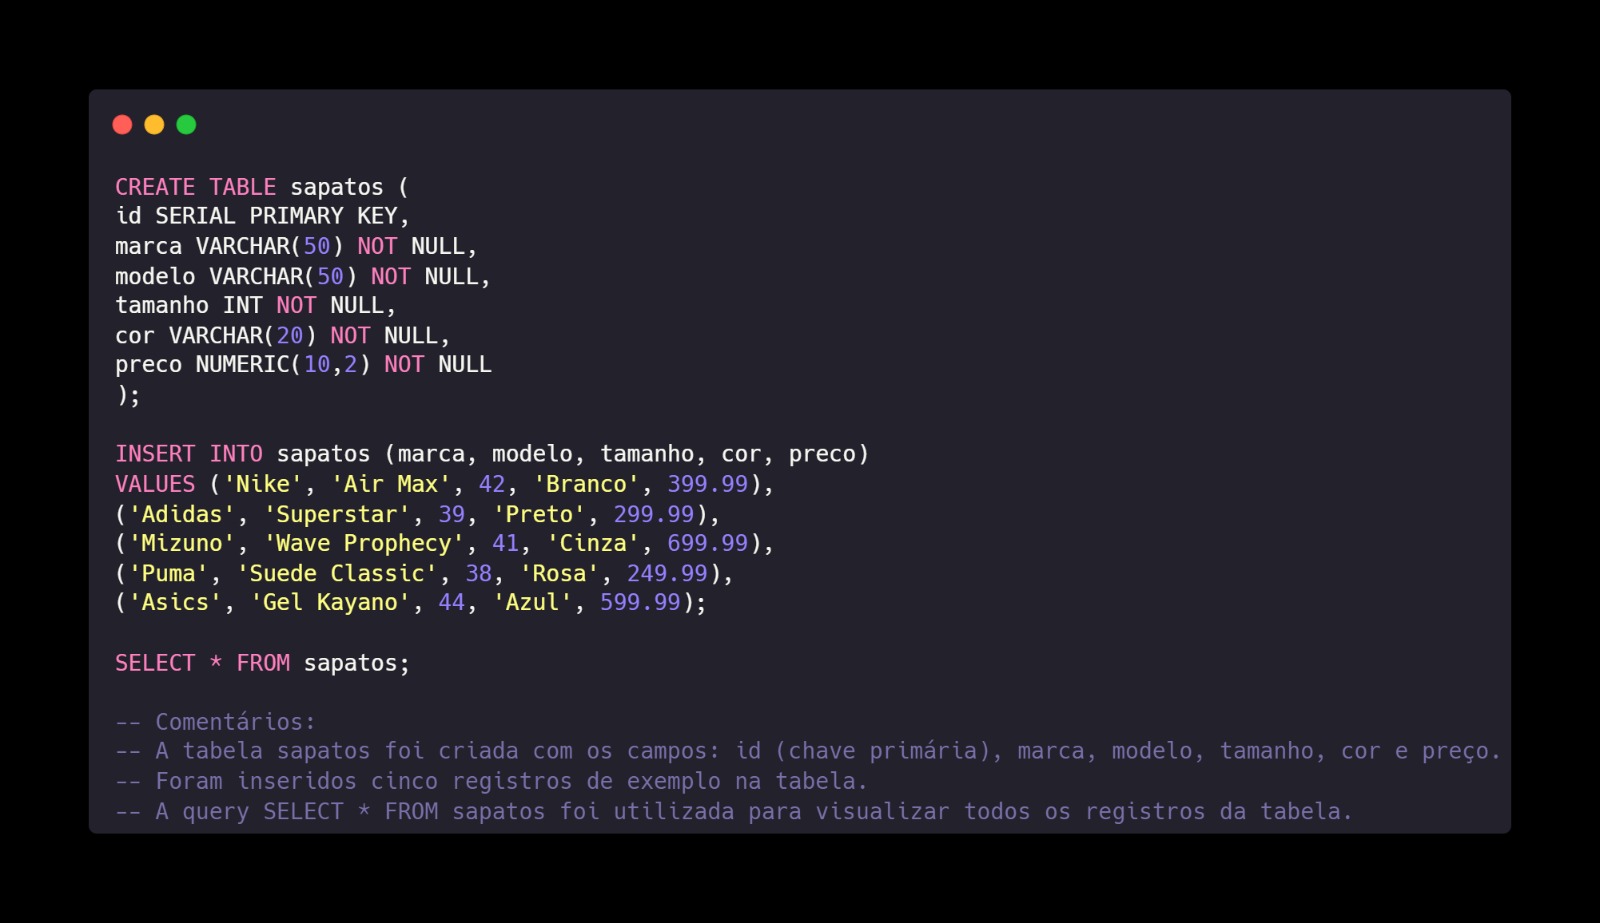 CREATE TABLE sapatos (
id SERIAL PRIMARY KEY,
marca VARCHAR(50) NOT NULL,
modelo VARCHAR(50) NOT NULL,
tamanho INT NOT NULL,
cor VARCHAR(20) NOT NULL,
preco NUMERIC(10,2) NOT NULL
);

INSERT INTO sapatos (marca, modelo, tamanho, cor, preco)
VALUES ('Nike', 'Air Max', 42, 'Branco', 399.99),
('Adidas', 'Superstar', 39, 'Preto', 299.99),
('Mizuno', 'Wave Prophecy', 41, 'Cinza', 699.99),
('Puma', 'Suede Classic', 38, 'Rosa', 249.99),
('Asics', 'Gel Kayano', 44, 'Azul', 599.99);

SELECT * FROM sapatos;

-- Comentários:
-- A tabela sapatos foi criada com os campos: id (chave primária), marca, modelo, tamanho, cor e preço.
-- Foram inseridos cinco registros de exemplo na tabela.
-- A query SELECT * FROM sapatos foi utilizada para visualizar todos os registros da tabela.